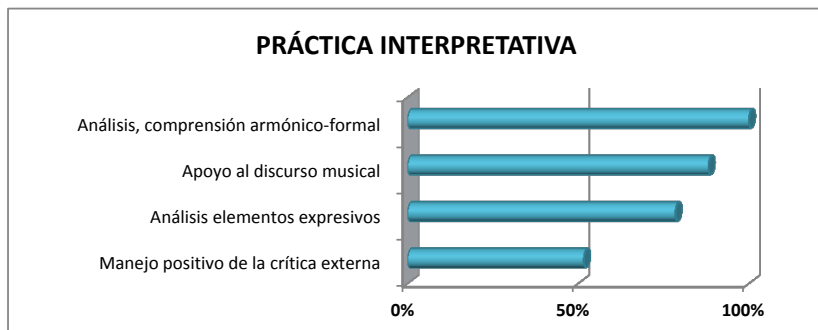 PRÁCTICA INTERPRETATIVA
Análisis, comprensión armónico-formal
Apoyo al discurso musical
Análisis elementos expresivos
Manejo positivo de la crítica externa
0% 50% 100%